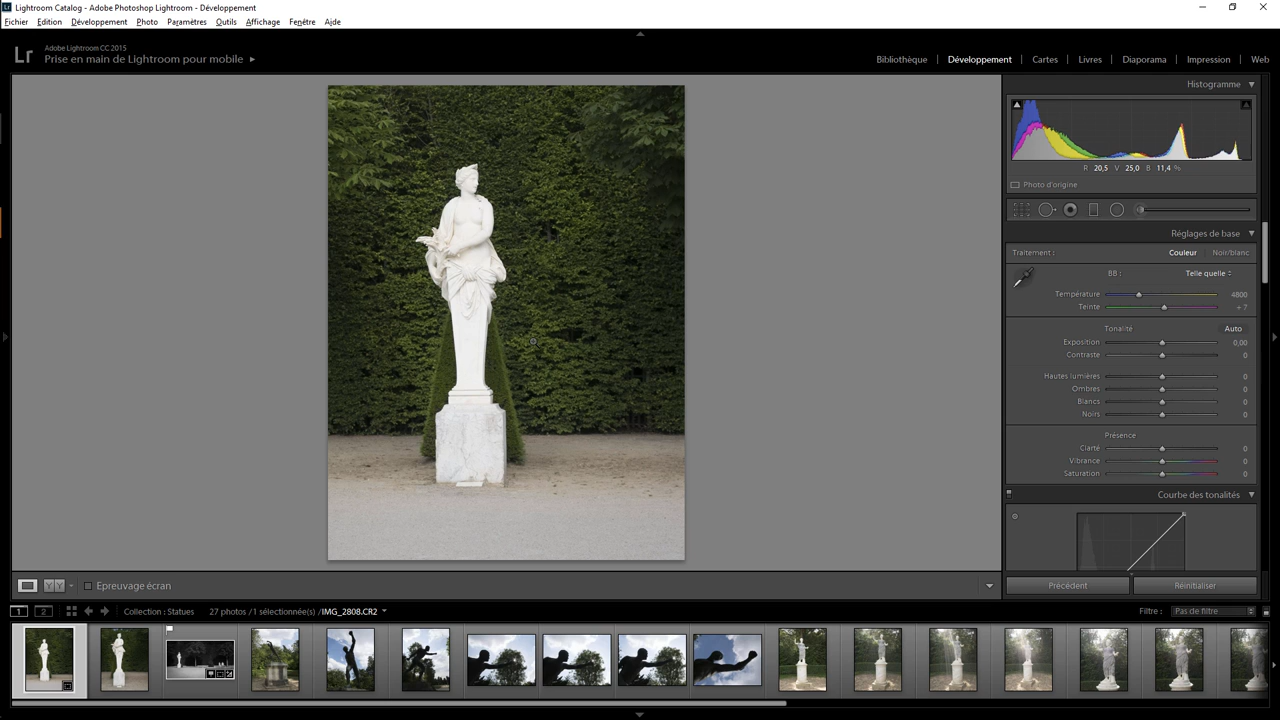 Lightroom Catalog - Adobe Photoshop Lightroom - Développement
Fichier Edition Développement Photo Paramètres Outils Affichage Fenêtre Aide
Lr
Adobe Lightroom CC 2015
Prise en main de Lightroom pour mobile
Bibliothèque Développement Cartes Livres Diaporama Impression Web
Histogramme
R 20,5 V 25,0 B 11,4 %
Photo d'origine
Réglages de base
Traitement : Couleur Noir/blanc
BB : Telle quelle
Température 4800
Teinte + 7
Tonalité Auto
Exposition 0,00
Contraste 0
Hautes lumières 0
Ombres 0
Blancs 0
Noirs 0
Présence
Clarté 0
Vibrance 0
Saturation 0
Courbe des tonalités
Précédent Réinitialiser
Y Y Epreuvage écran
1 2 Collection : Statues 27 photos /1 sélectionnée(s) /IMG_2808.CR2 Filtre : Pas de filtre